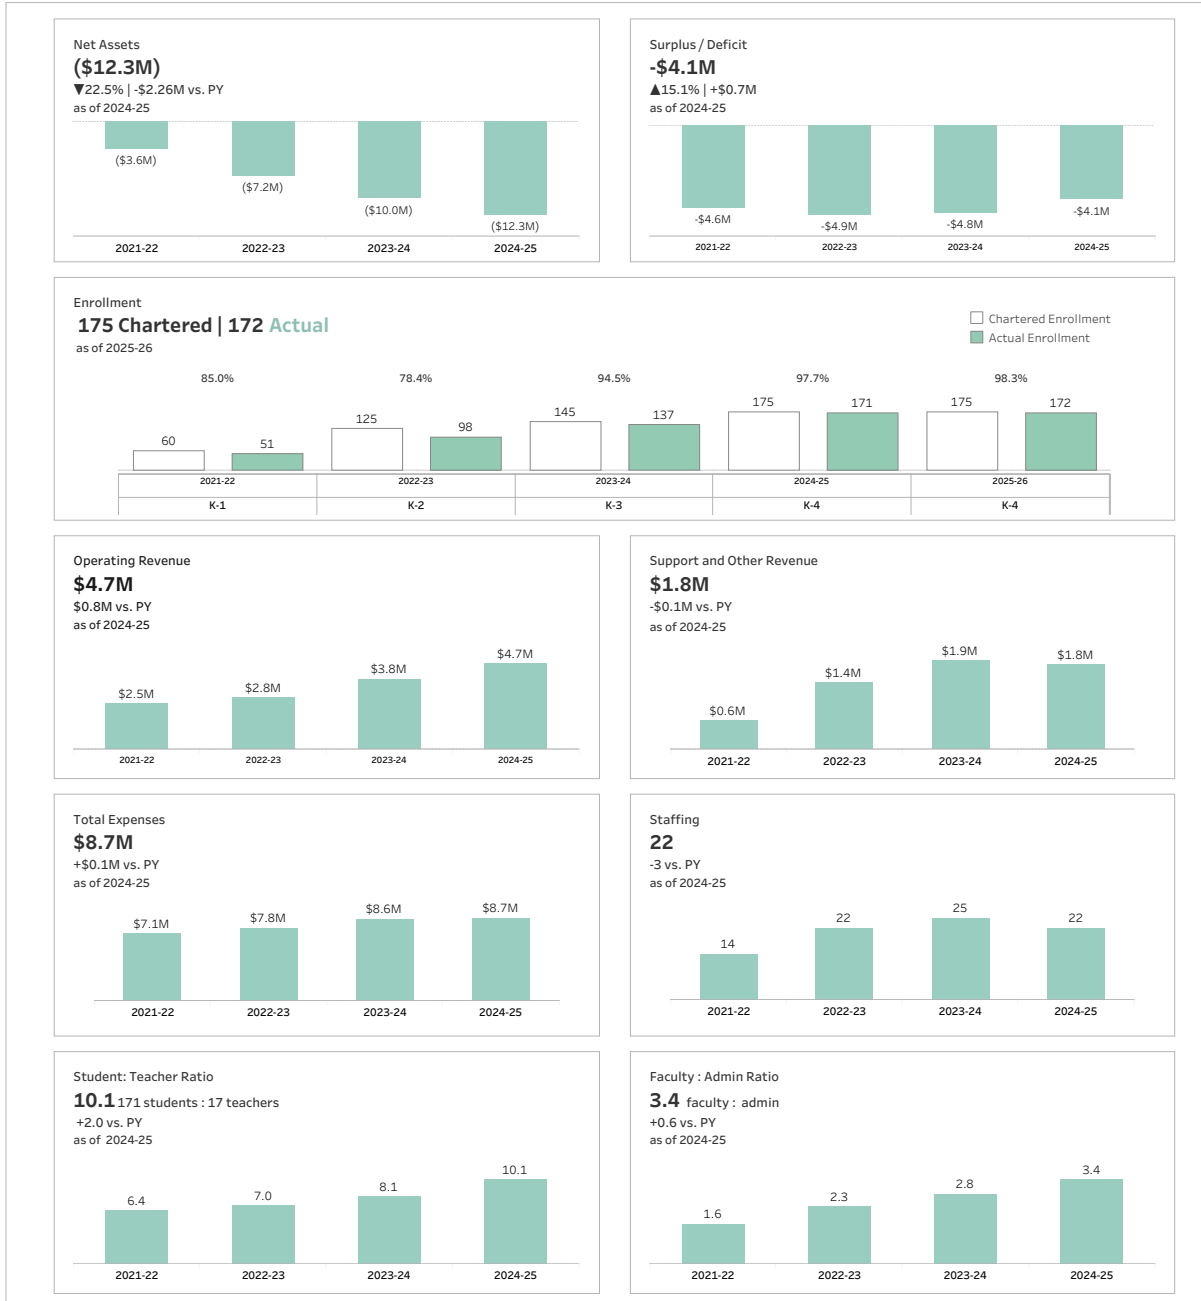 Net Assets
($12.3M)
▼22.5% | -$2.26M vs. PY
as of 2024-25
($3.6M)
($7.2M)
($10.0M)
($12.3M)
2021-22 2022-23 2023-24 2024-25
Surplus / Deficit
-$4.1M
▲15.1% | +$0.7M
as of 2024-25
-$4.6M
-$4.9M
-$4.8M
-$4.1M
2021-22 2022-23 2023-24 2024-25
Enrollment
175 Chartered | 172 Actual
as of 2025-26
Chartered Enrollment
Actual Enrollment
85.0% 78.4% 94.5% 97.7% 98.3%
60 51 125 98 145 137 175 171 175 172
2021-22 2022-23 2023-24 2024-25 2025-26
K-1 K-2 K-3 K-4 K-4
Operating Revenue
$4.7M
$0.8M vs. PY
as of 2024-25
$2.5M $2.8M $3.8M $4.7M
2021-22 2022-23 2023-24 2024-25
Support and Other Revenue
$1.8M
-$0.1M vs. PY
as of 2024-25
$0.6M $1.4M $1.9M $1.8M
2021-22 2022-23 2023-24 2024-25
Total Expenses
$8.7M
+$0.1M vs. PY
as of 2024-25
$7.1M $7.8M $8.6M $8.7M
2021-22 2022-23 2023-24 2024-25
Staffing
22
-3 vs. PY
as of 2024-25
14 22 25 22
2021-22 2022-23 2023-24 2024-25
Student: Teacher Ratio
10.1 171 students : 17 teachers
+2.0 vs. PY
as of 2024-25
6.4 7.0 8.1 10.1
2021-22 2022-23 2023-24 2024-25
Faculty : Admin Ratio
3.4 faculty : admin
+0.6 vs. PY
as of 2024-25
1.6 2.3 2.8 3.4
2021-22 2022-23 2023-24 2024-25